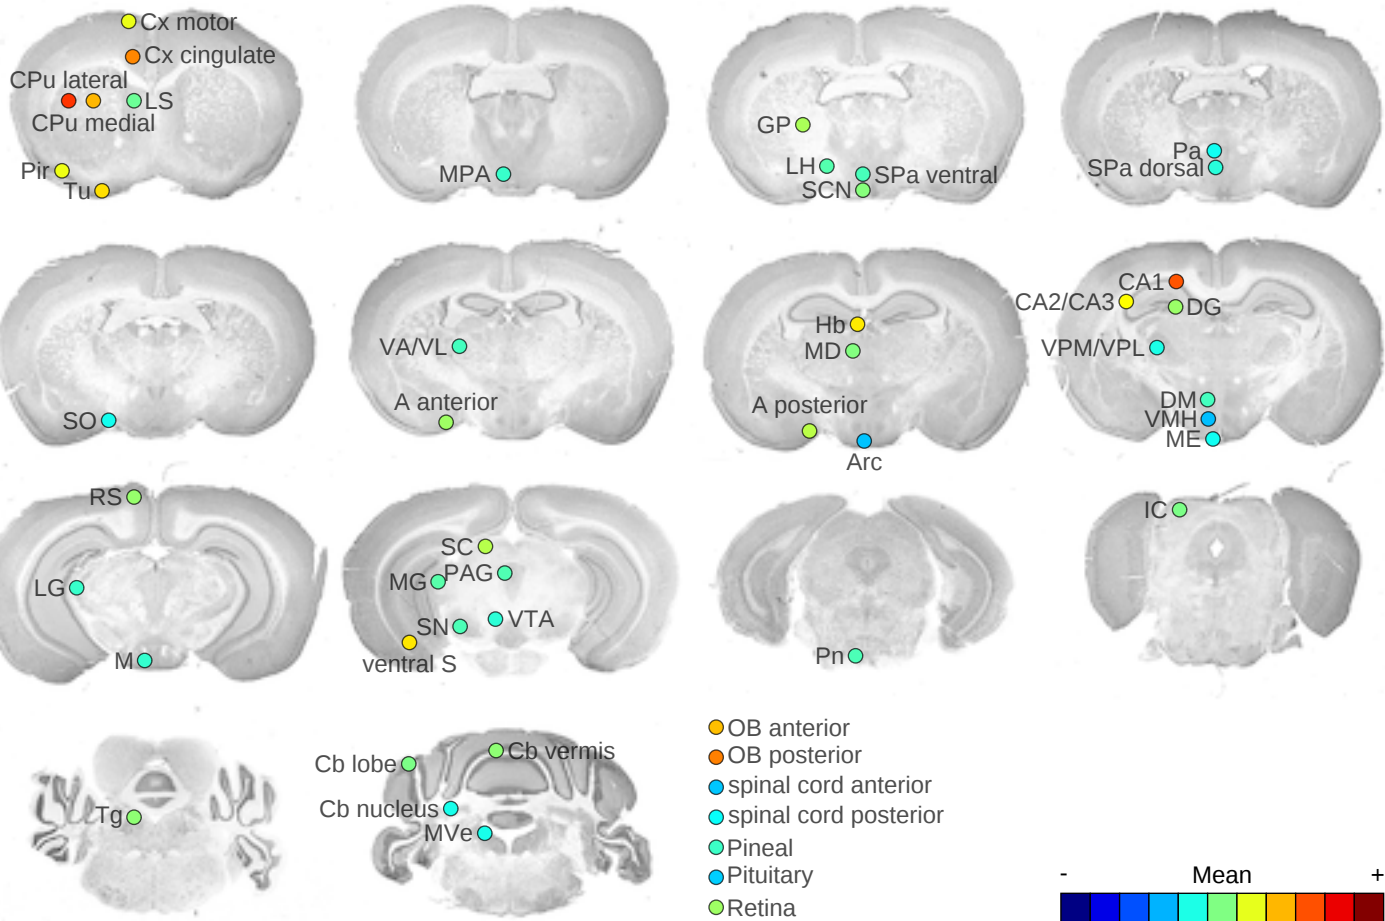 Cx motor
Cx cingulate
CPu lateral
LS
CPu medial
Pir
Tu
MPA
GP
LH
SPa ventral
SCN
Pa
SPa dorsal
SO
VA/VL
A anterior
Hb
MD
A posterior
Arc
CA1
CA2/CA3
DG
VPM/VPL
DM
VMH
ME
RS
LG
M
SC
PAG
MG
VTA
SN
ventral S
Pn
IC
Tg
Cb vermis
Cb lobe
Cb nucleus
MVe
OB anterior
OB posterior
spinal cord anterior
spinal cord posterior
Pineal
Pituitary
Retina
- Mean +